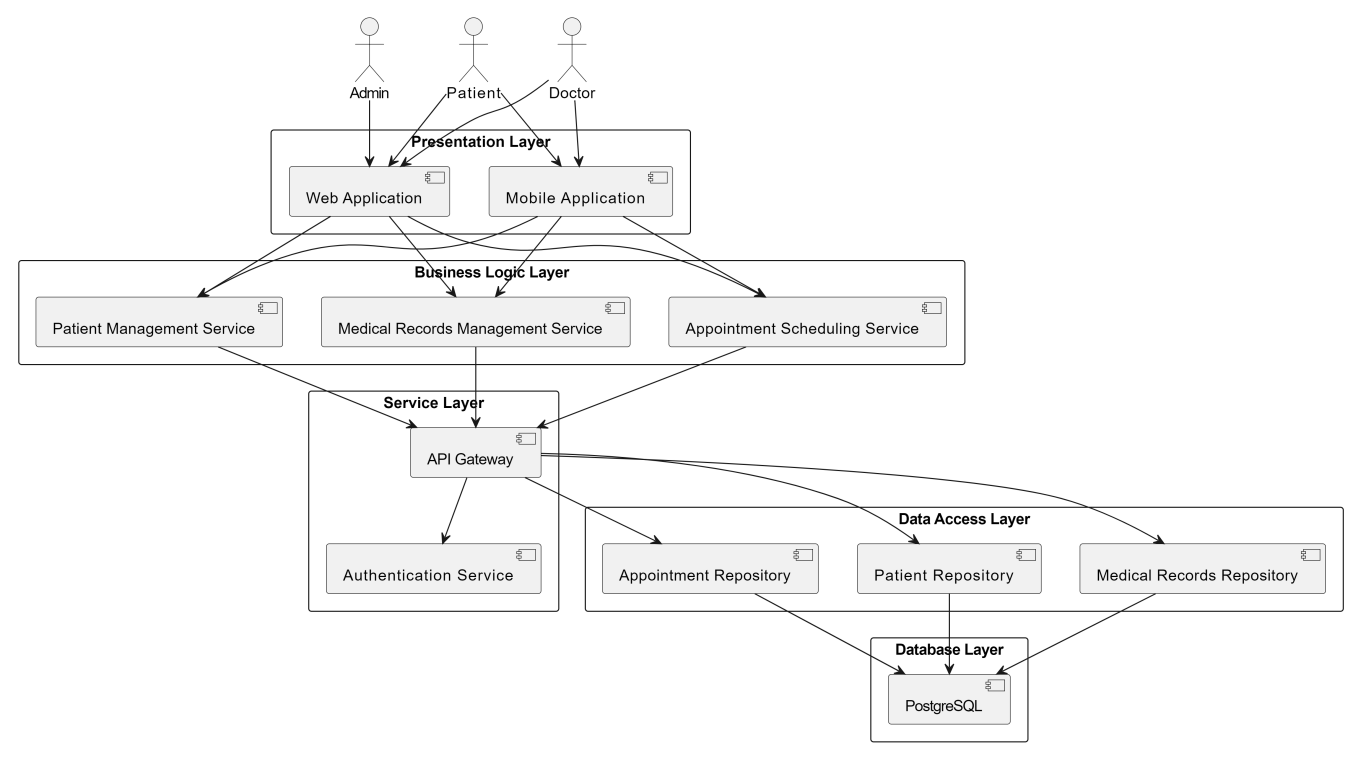 Admin
Patient
Doctor
Presentation Layer
Web Application
Mobile Application
Business Logic Layer
Patient Management Service
Medical Records Management Service
Appointment Scheduling Service
Service Layer
API Gateway
Data Access Layer
Authentication Service
Appointment Repository
Patient Repository
Medical Records Repository
Database Layer
PostgreSQL